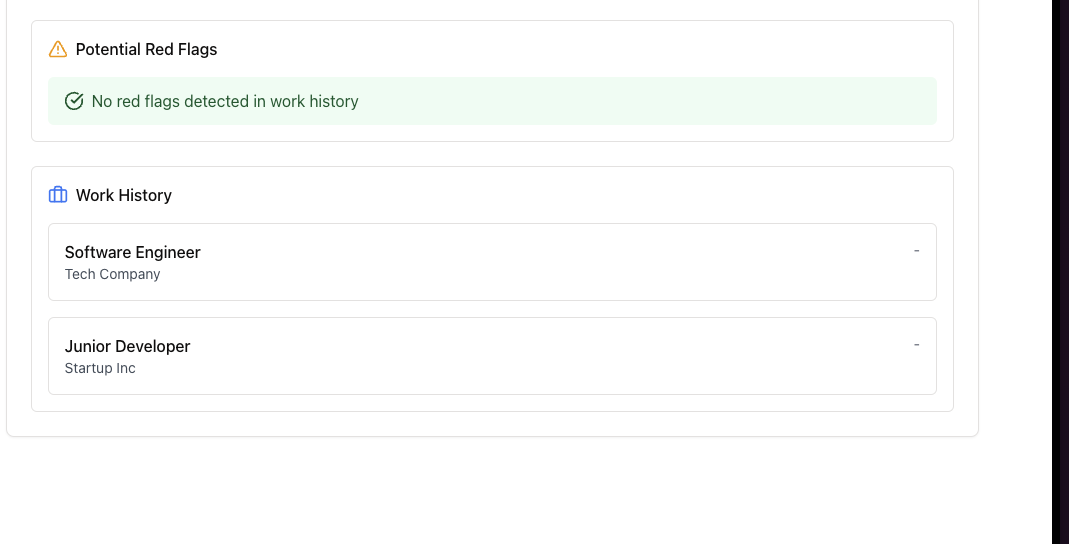 Potential Red Flags
No red flags detected in work history
Work History
Software Engineer
-
Tech Company
Junior Developer
-
Startup Inc